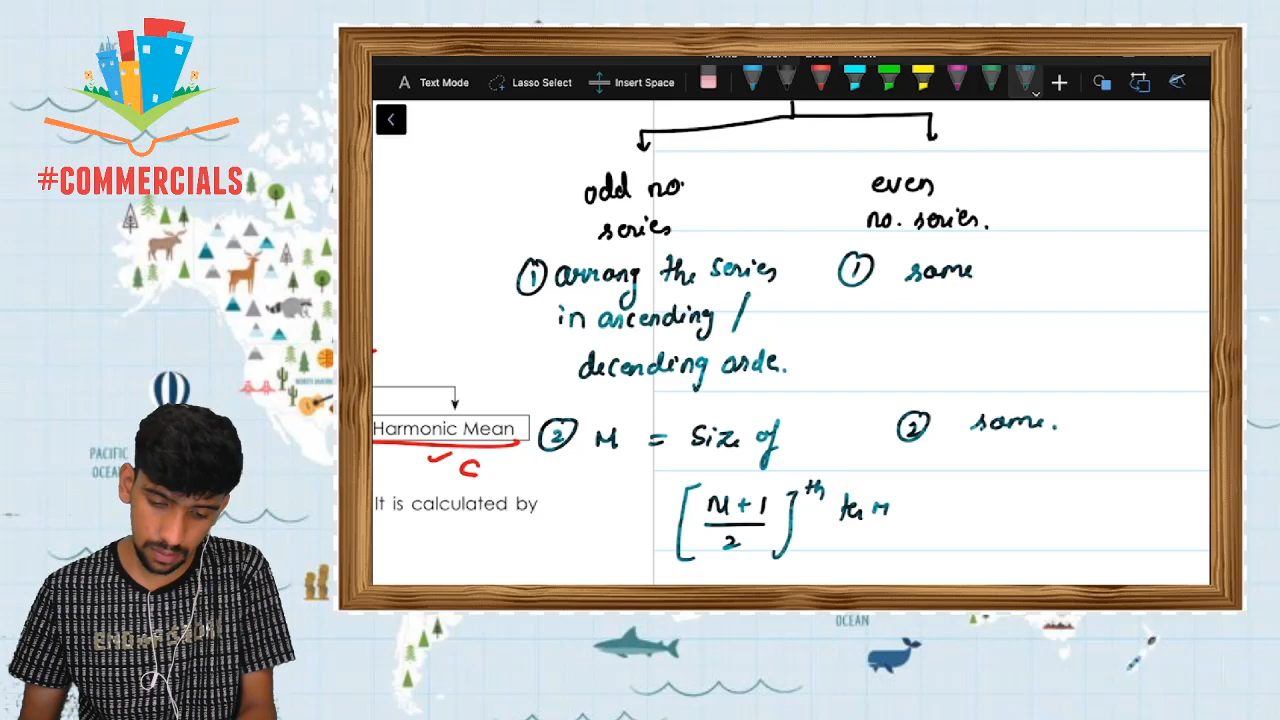 #COMMERCIALS
Text Mode
Lasso Select
Insert Space
odd no.
series
even
no. series.
① arrang the series
in ascending /
decending orde.
① same
② M = Size of
② same.
[N+1/2]th term
Harmonic Mean
C
It is calculated by
PACIFIC
OCEAN